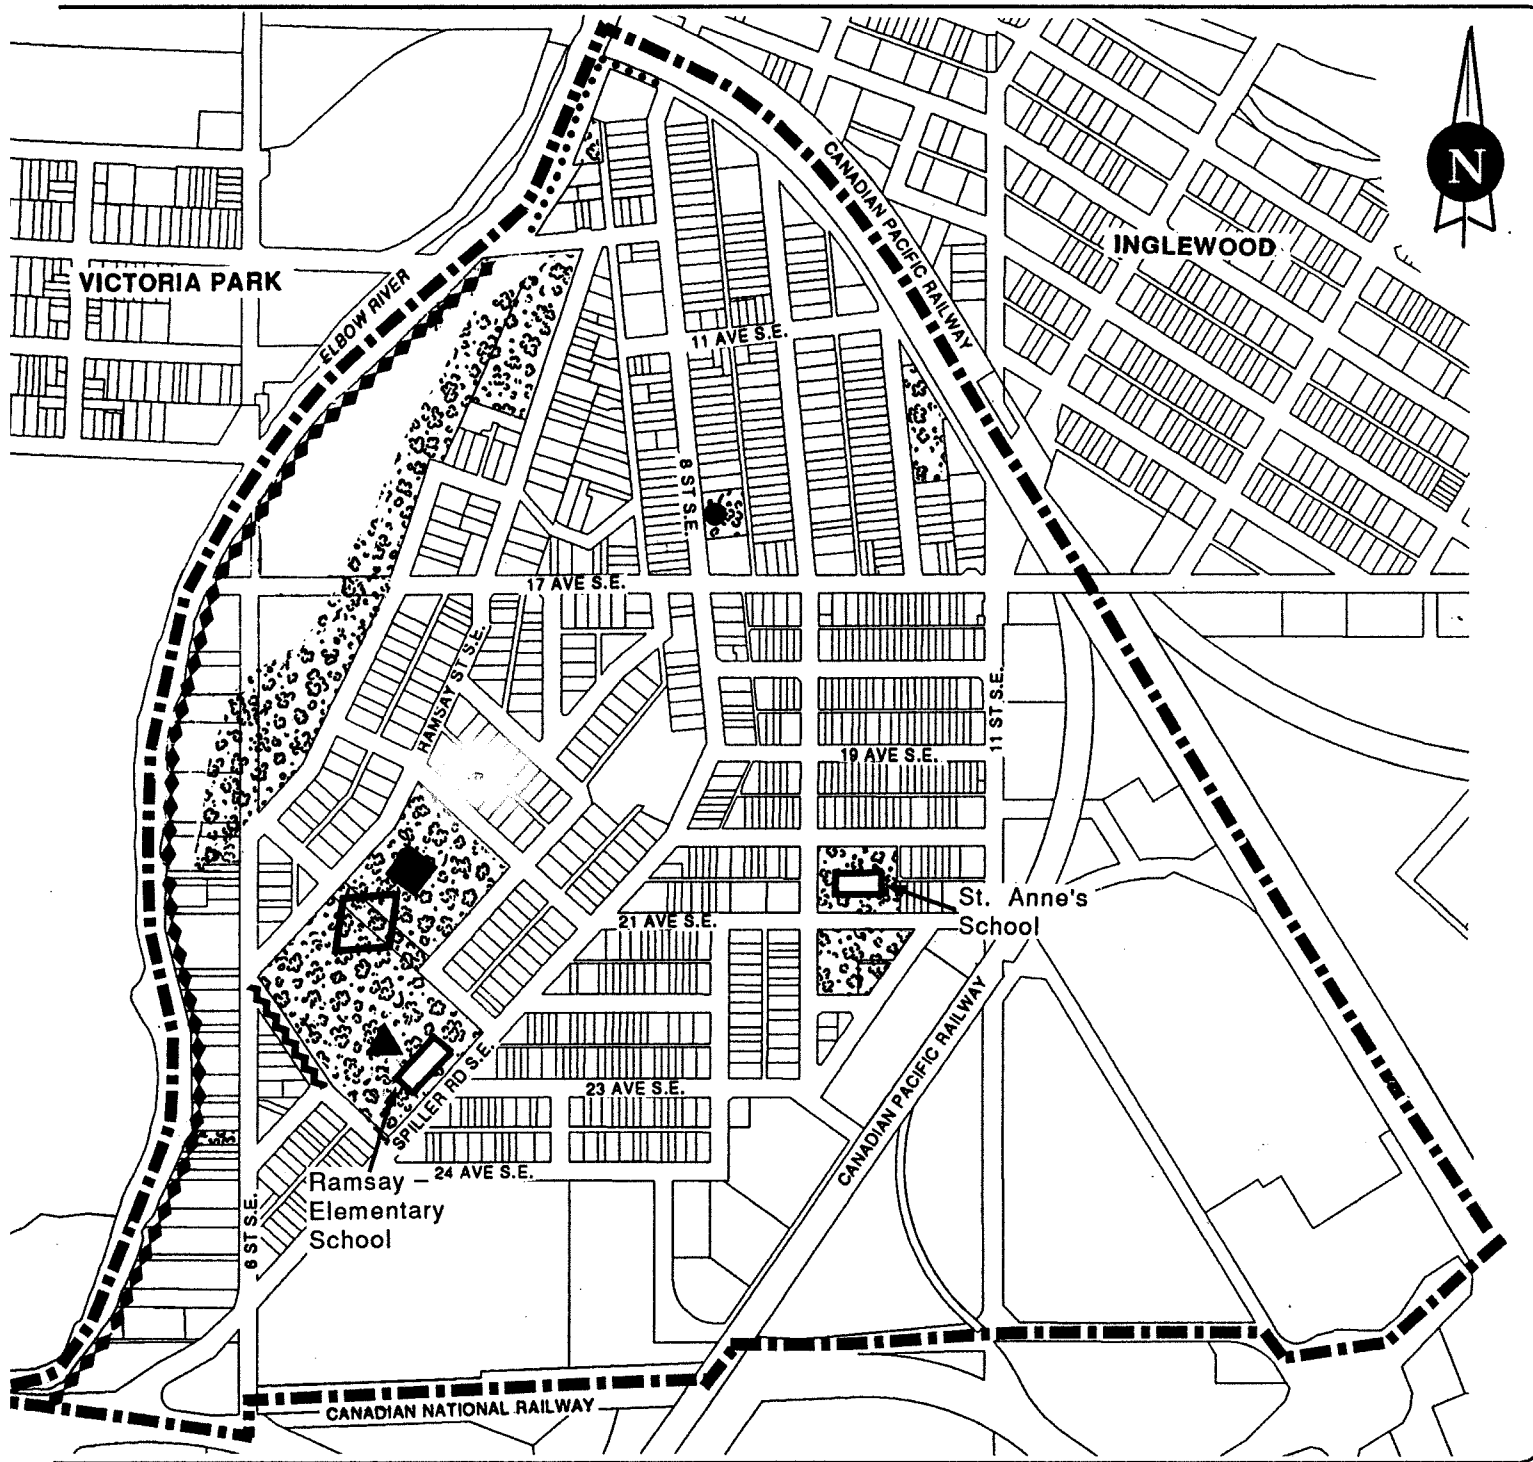 N
CANADIAN PACIFIC RAILWAY
INGLEWOOD
VICTORIA PARK
ELBOW RIVER
11 AVE S.E.
8 ST S.E.
17 AVE S.E.
RAMSAY ST S.E.
11 ST S.E.
19 AVE S.E.
St. Anne's
School
21 AVE S.E.
CANADIAN PACIFIC RAILWAY
SPILLER RD S.E.
23 AVE S.E.
24 AVE S.E.
Ramsay
Elementary
School
6 ST S.E.
CANADIAN NATIONAL RAILWAY